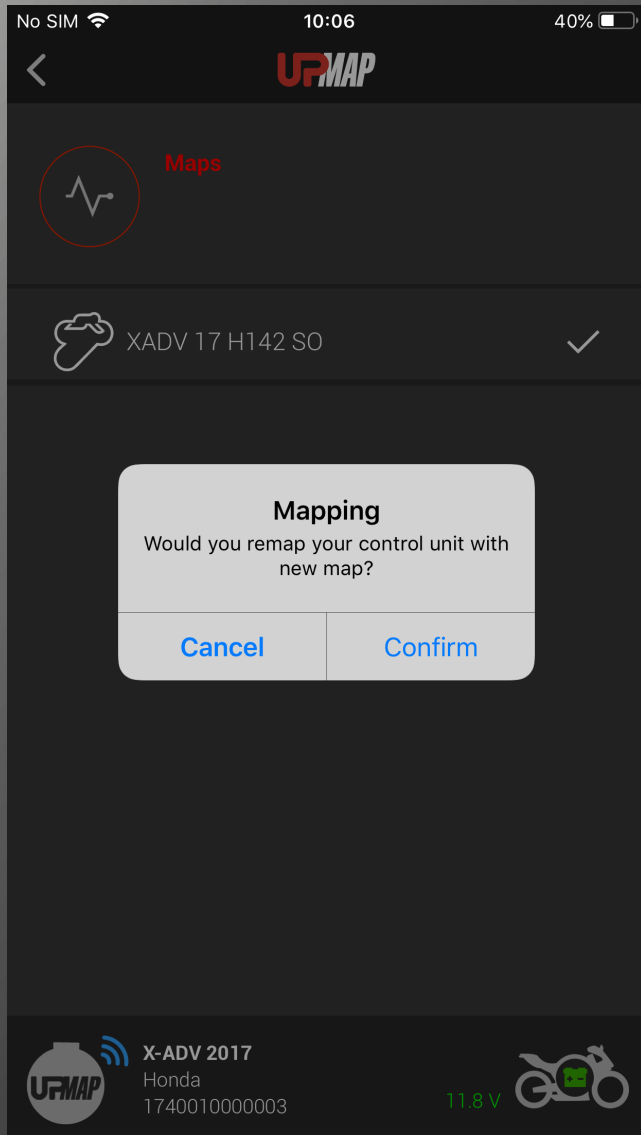 No SIM 10:06 40%
UPMAP
Maps
XADV 17 H142 SO
Mapping
Would you remap your control unit with
new map?
Cancel Confirm
X-ADV 2017
UPMAP Honda
1740010000003 11.8 V